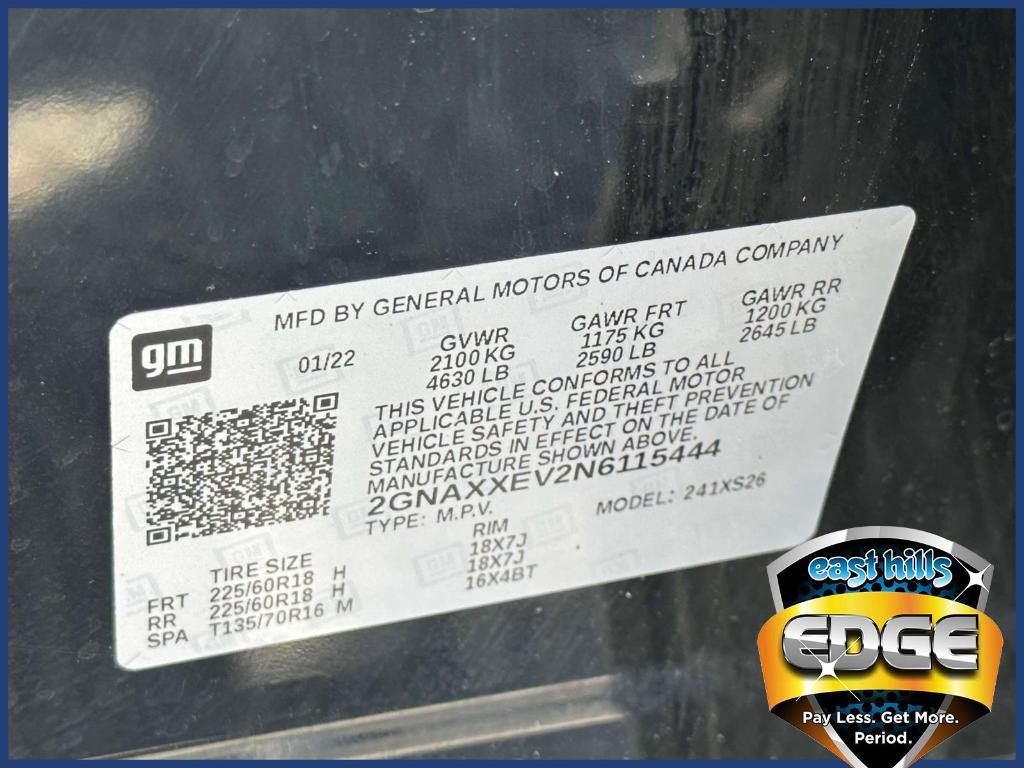 MFD BY GENERAL MOTORS OF CANADA COMPANY
gm
01/22
GVWR
2100 KG
4630 LB
GAWR FRT
1175 KG
2590 LB
GAWR RR
1200 KG
2645 LB
THIS VEHICLE CONFORMS TO ALL
APPLICABLE U.S. FEDERAL MOTOR
VEHICLE SAFETY AND THEFT PREVENTION
STANDARDS IN EFFECT ON THE DATE OF
MANUFACTURE SHOWN ABOVE.
2GNAXXEV2N6115444
TYPE: M.P.V. MODEL: 241XS26
TIRE SIZE RIM
FRT 225/60R18 H 18X7J
RR 225/60R18 H 18X7J
SPA T135/70R16 M 16X4BT
east hills
EDGE
Pay Less. Get More.
Period.